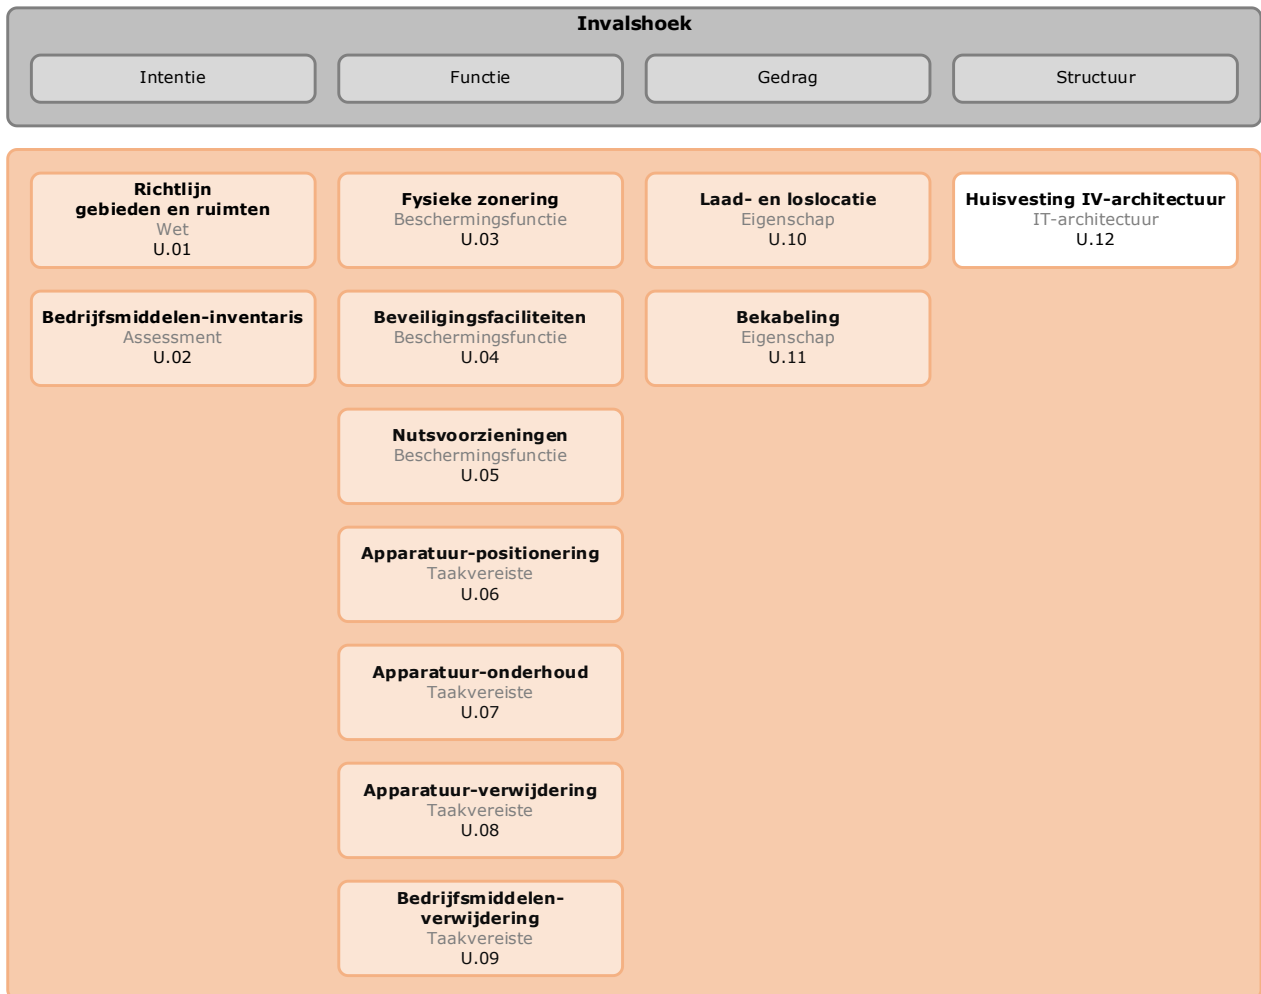 Invalshoek
Intentie
Functie
Gedrag
Structuur
Richtlijn
gebieden en ruimten
Wet
U.01
Fysieke zonering
Beschermingsfunctie
U.03
Laad- en loslocatie
Eigenschap
U.10
Huisvesting IV-architectuur
IT-architectuur
U.12
Bedrijfsmiddelen-inventaris
Assessment
U.02
Beveiligingsfaciliteiten
Beschermingsfunctie
U.04
Bekabeling
Eigenschap
U.11
Nutsvoorzieningen
Beschermingsfunctie
U.05
Apparatuur-positionering
Taakvereiste
U.06
Apparatuur-onderhoud
Taakvereiste
U.07
Apparatuur-verwijdering
Taakvereiste
U.08
Bedrijfsmiddelen-
verwijdering
Taakvereiste
U.09